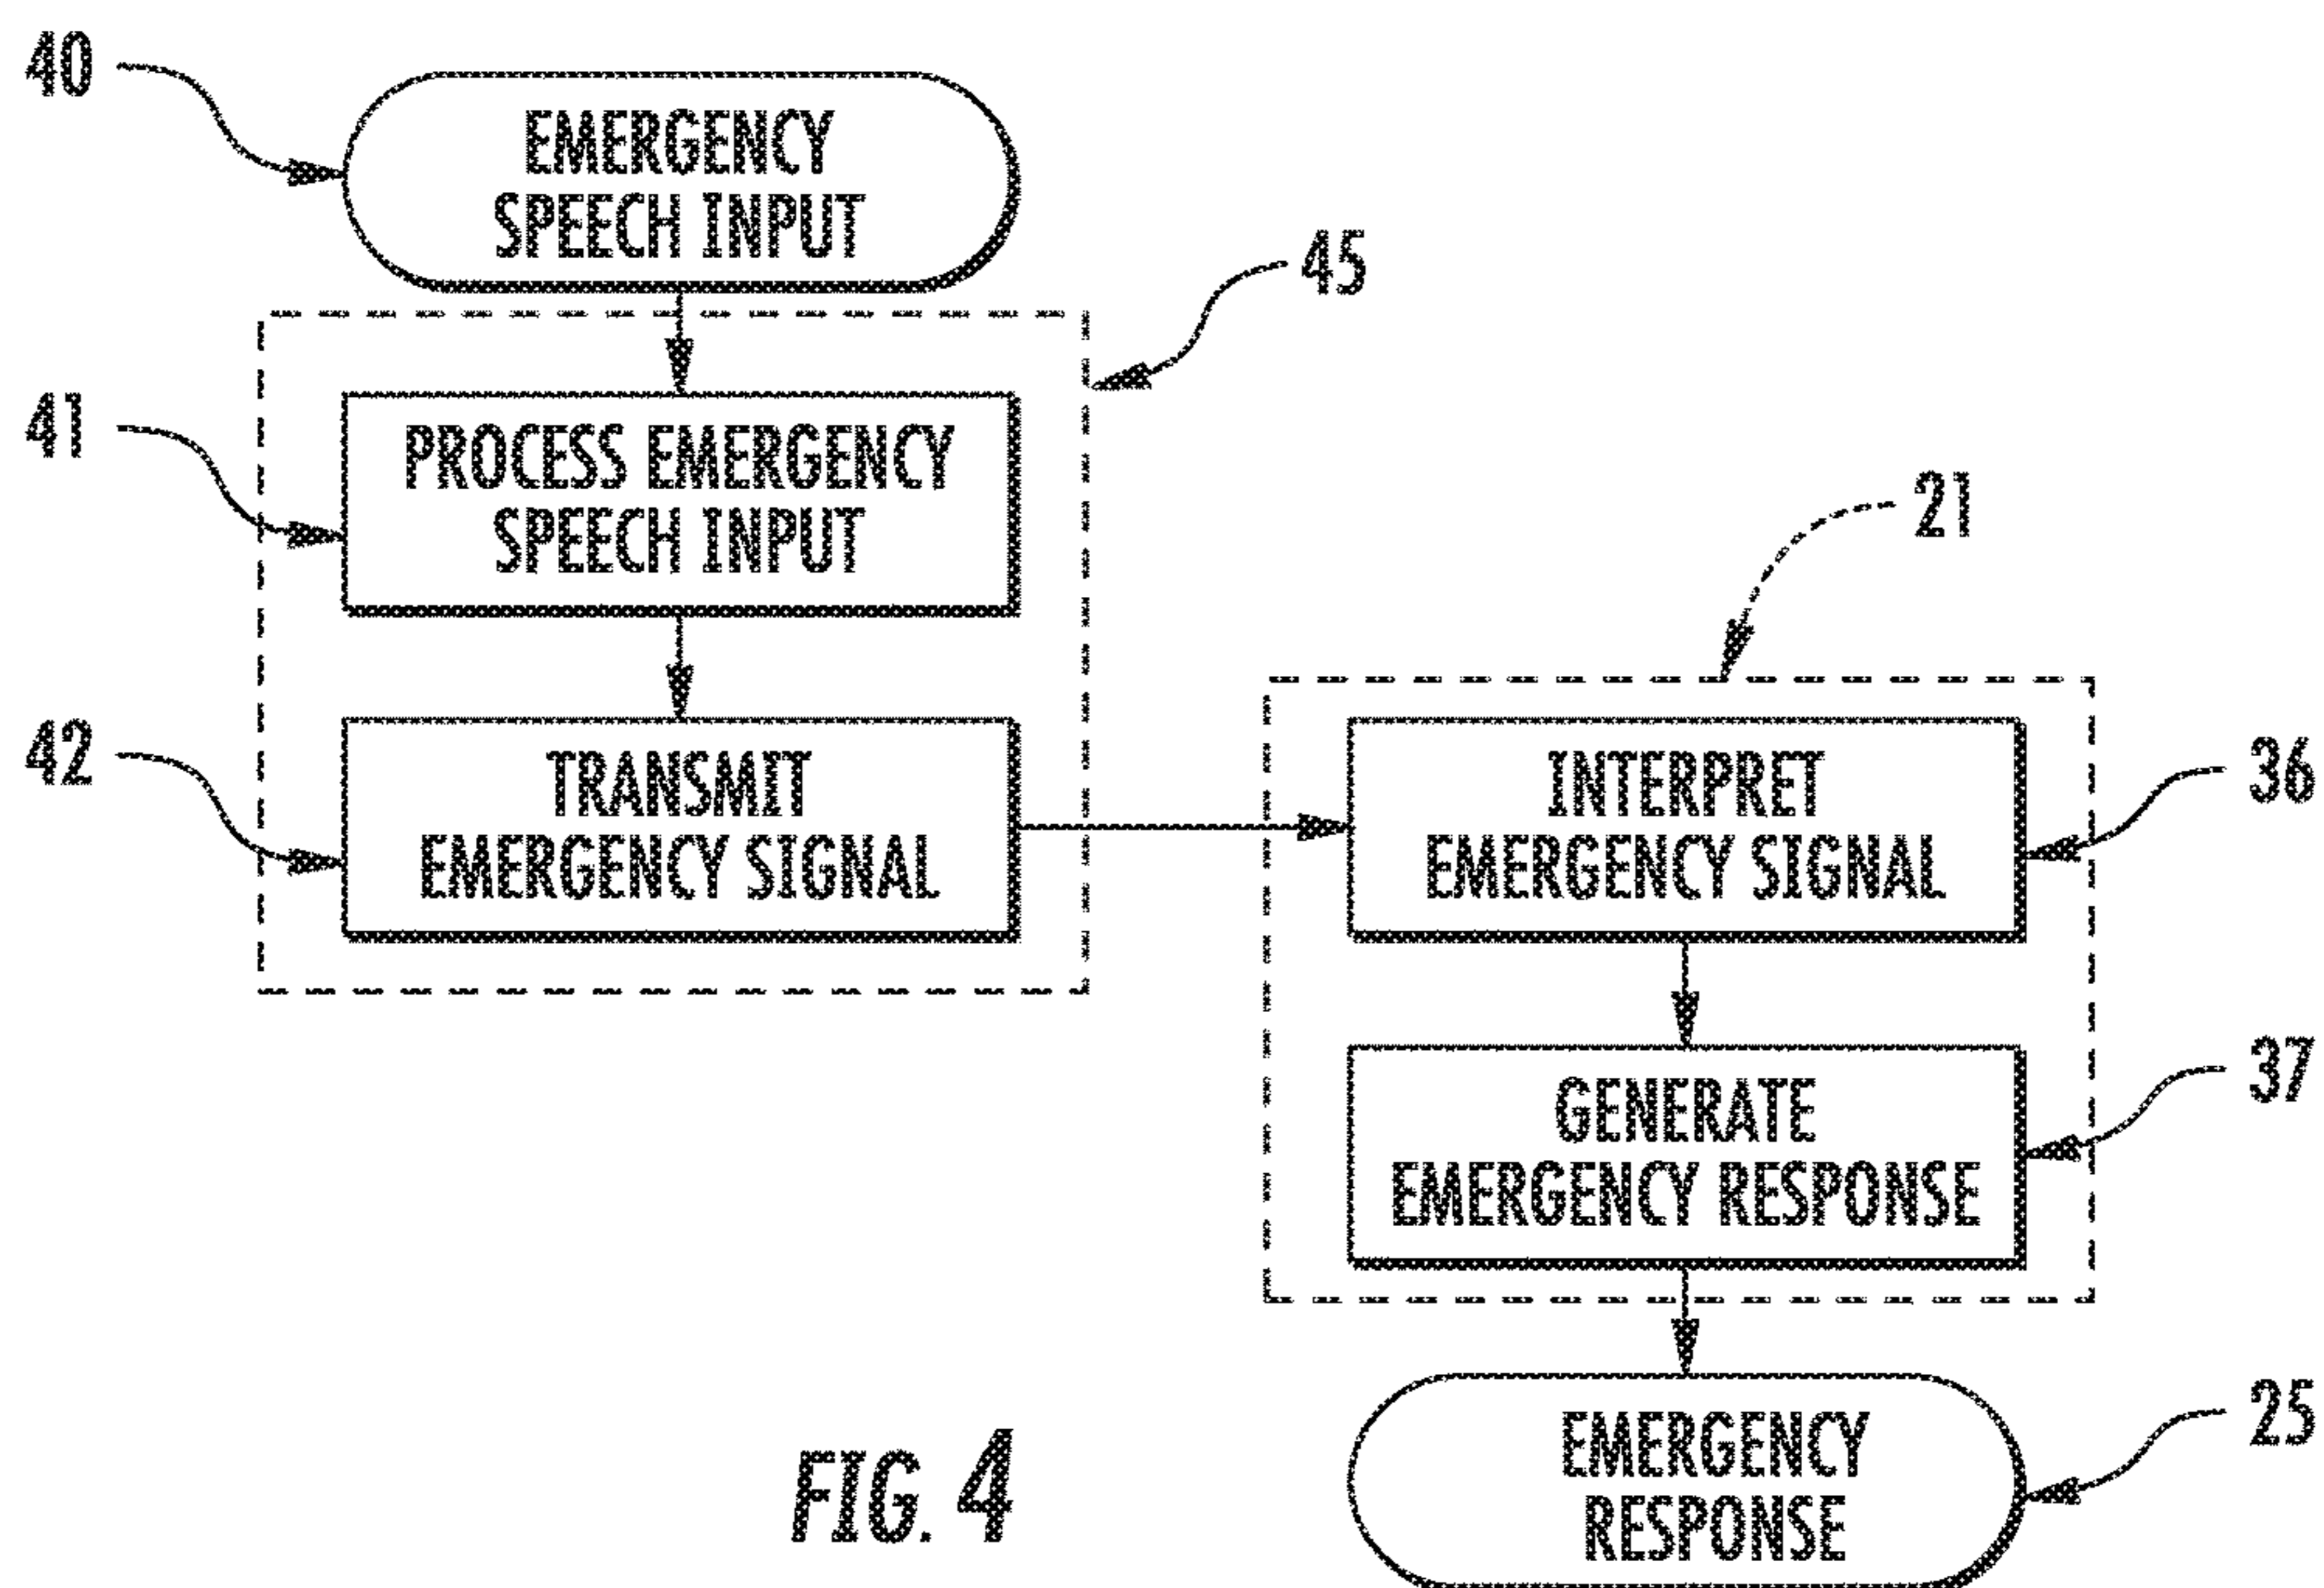 40
EMERGENCY
SPEECH INPUT
45
41
PROCESS EMERGENCY
SPEECH INPUT
21
42
TRANSMIT
EMERGENCY SIGNAL
INTERPRET
EMERGENCY SIGNAL
36
GENERATE
EMERGENCY RESPONSE
37
EMERGENCY
RESPONSE
25
FIG. 4